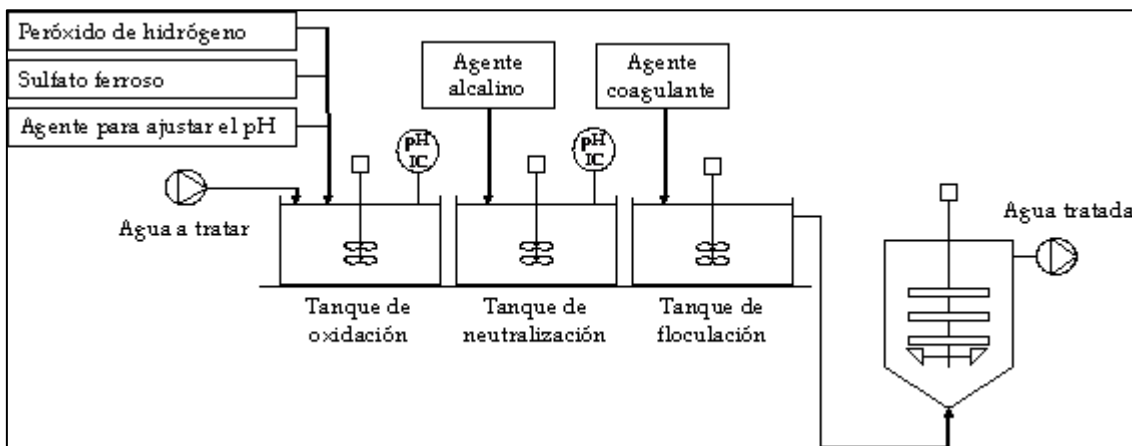 Peróxido de hidrógeno
Sulfato ferroso
Agente para ajustar el pH
Agente
alcalino
Agente
coagulante
pH
IC
pH
IC
Agua a tratar
Agua tratada
Tanque de
oxidación
Tanque de
neutralización
Tanque de
floculación